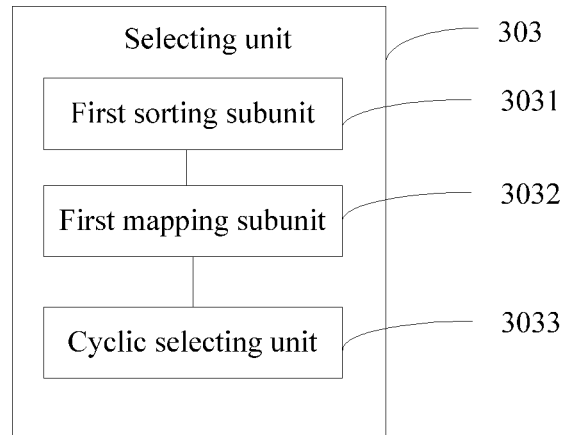 Selecting unit
303
First sorting subunit
3031
First mapping subunit
3032
Cyclic selecting unit
3033